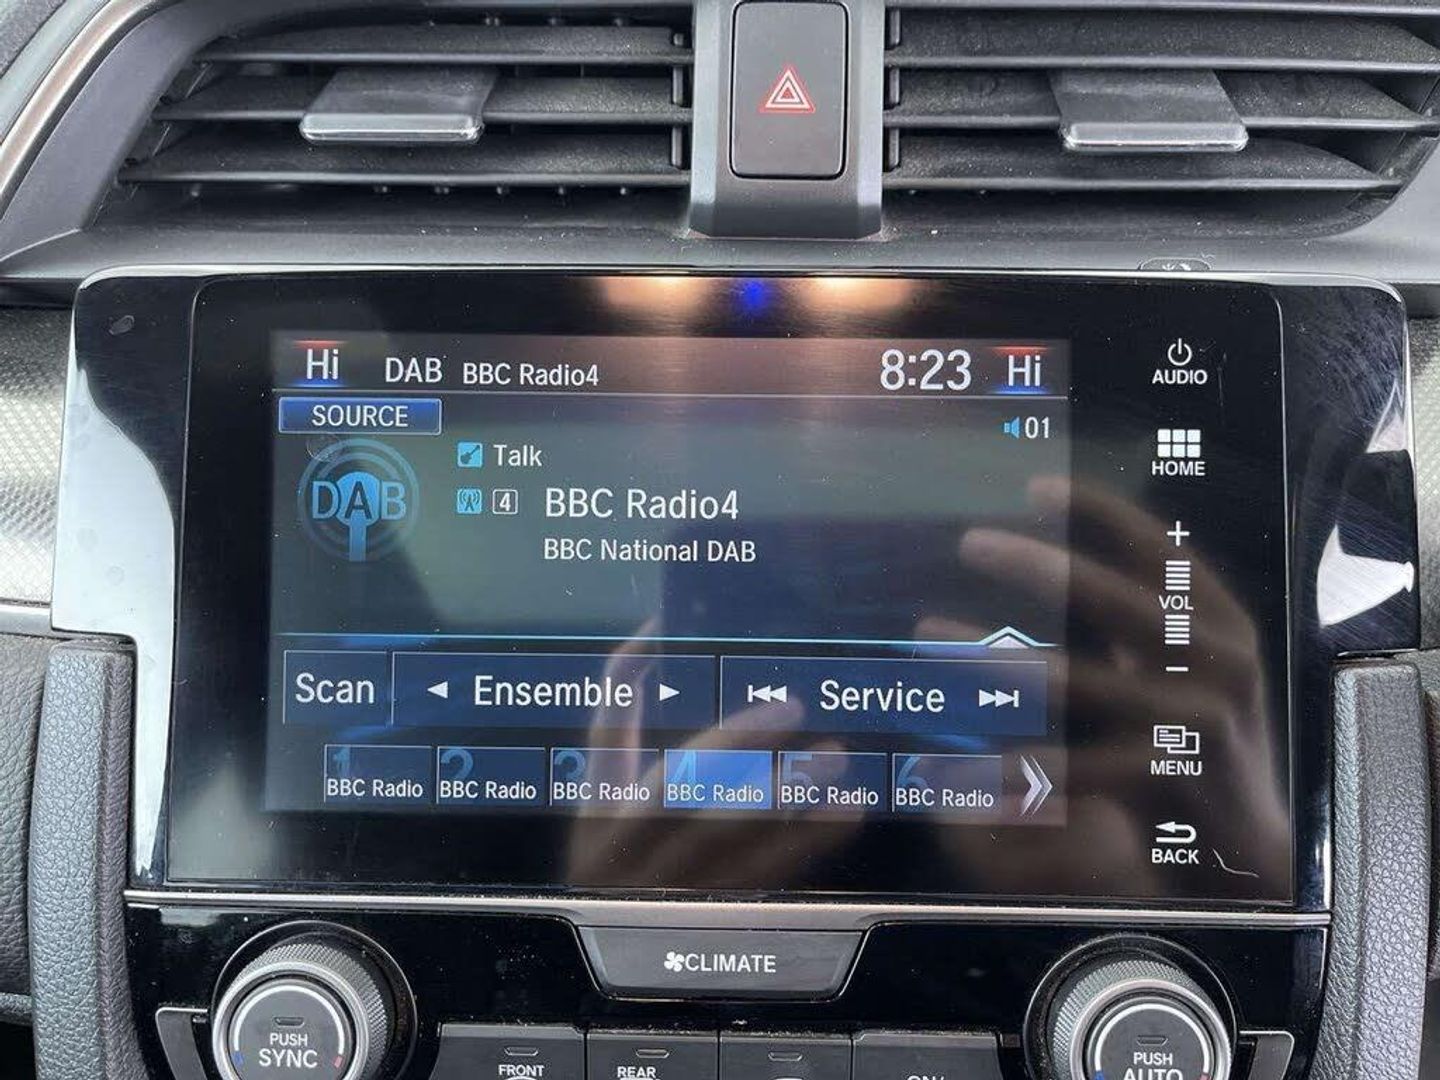 Hi DAB BBC Radio4 8:23 Hi
SOURCE
01
DAB
Talk
4 BBC Radio4
BBC National DAB
Scan Ensemble Service
1 2 3 4 5 6
BBC Radio BBC Radio BBC Radio BBC Radio BBC Radio BBC Radio
AUDIO
HOME
+
VOL
-
MENU
BACK
CLIMATE
PUSH
SYNC
FRONT
REAR
PUSH
AUTO